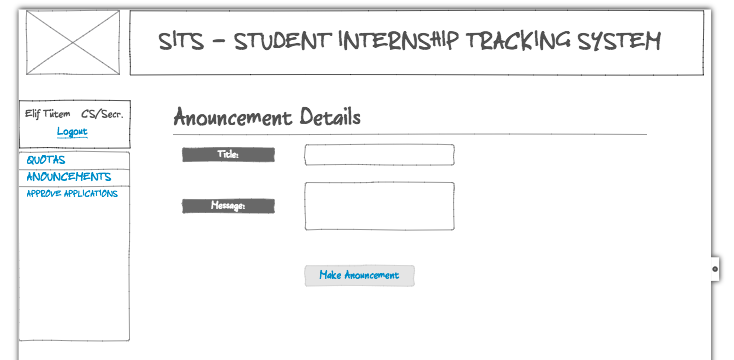 SITS - STUDENT INTERNSHIP TRACKING SYSTEM
Elif Tütem CS/Secr.
Logout
QUOTAS
ANOUNCEMENTS
APPROVE APPLICATIONS
Anouncement Details
Title:
Message:
Make Anouncement